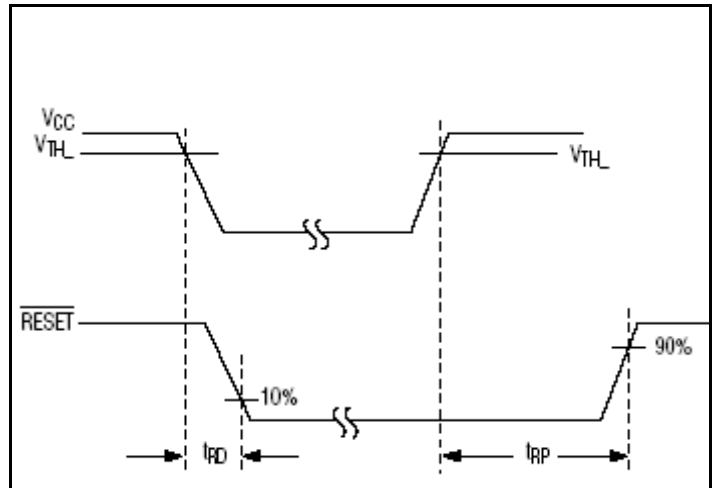 VCC
VTH_
VTH_
RESET
90%
10%
tRD
tRP